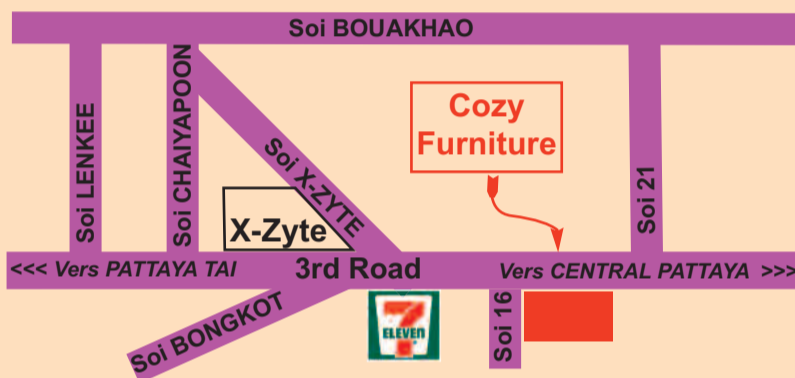 Soi BOUAKHAO
Soi LENKEE
Soi CHAIYAPOON
Soi X-ZYTE
Cozy
Furniture
Soi 21
X-Zyte
<<< Vers PATTAYA TAI
3rd Road
Vers CENTRAL PATTAYA >>>
Soi BONGKOT
7
ELEVEN
Soi 16